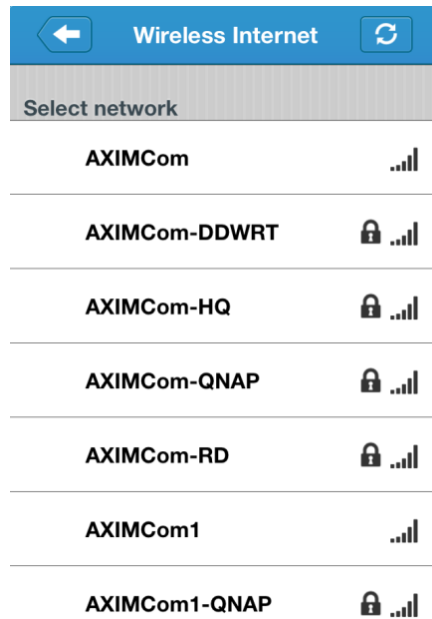 Wireless Internet
Select network
AXIMCom
AXIMCom-DDWRT
AXIMCom-HQ
AXIMCom-QNAP
AXIMCom-RD
AXIMCom1
AXIMCom1-QNAP